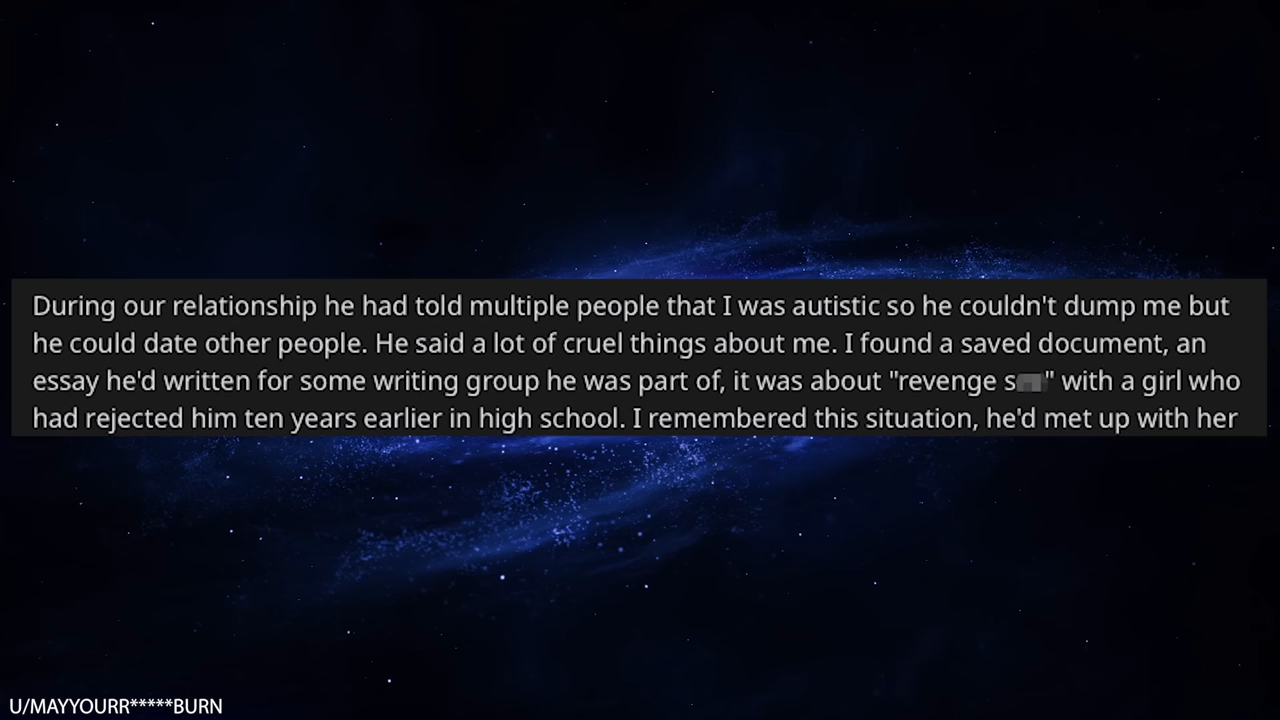 During our relationship he had told multiple people that I was autistic so he couldn't dump me but
he could date other people. He said a lot of cruel things about me. I found a saved document, an
essay he'd written for some writing group he was part of, it was about "revenge s" with a girl who
had rejected him ten years earlier in high school. I remembered this situation, he'd met up with her
U/MAYYOURR*****BURN